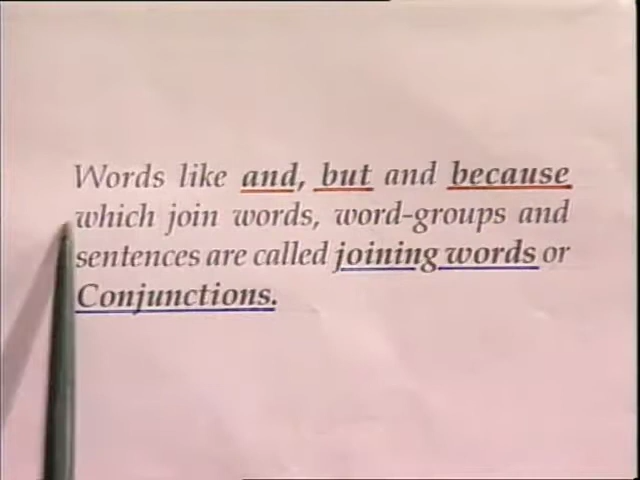 Words like and, but and because
which join words, word-groups and
sentences are called joining words or
Conjunctions.